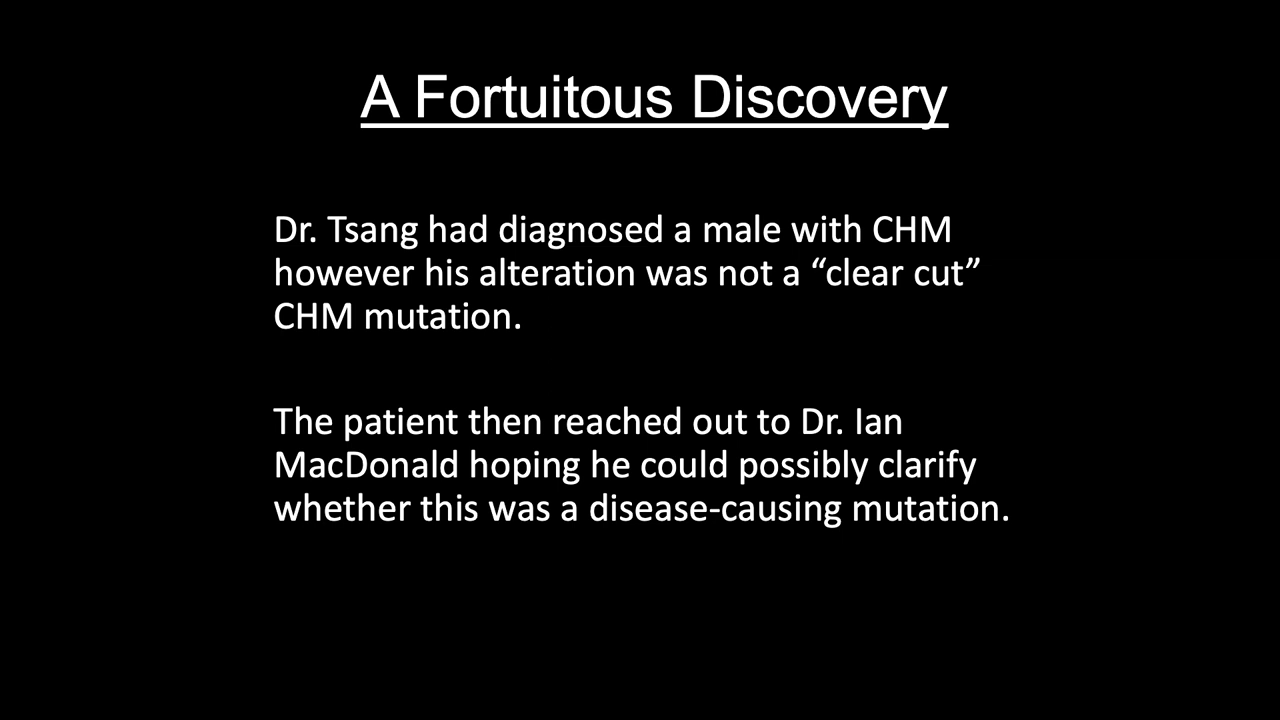 A Fortuitous Discovery
Dr. Tsang had diagnosed a male with CHM
however his alteration was not a “clear cut”
CHM mutation.
The patient then reached out to Dr. Ian
MacDonald hoping he could possibly clarify
whether this was a disease-causing mutation.